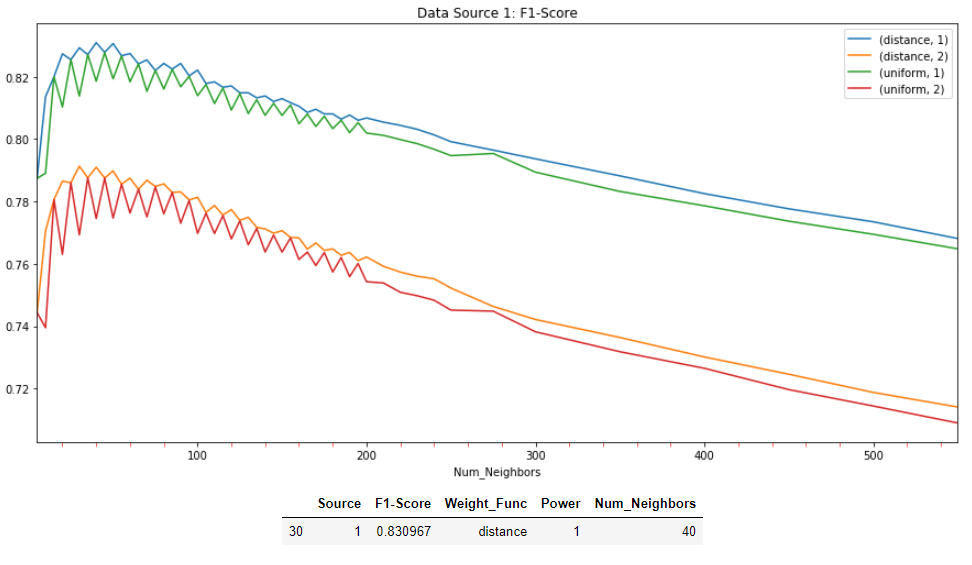 Data Source 1: F1-Score
(distance, 1)
(distance, 2)
(uniform, 1)
(uniform, 2)
0.82
0.80
0.78
0.76
0.74
0.72
100 200 300 400 500
Num_Neighbors
Source F1-Score Weight_Func Power Num_Neighbors
30 1 0.830967 distance 1 40